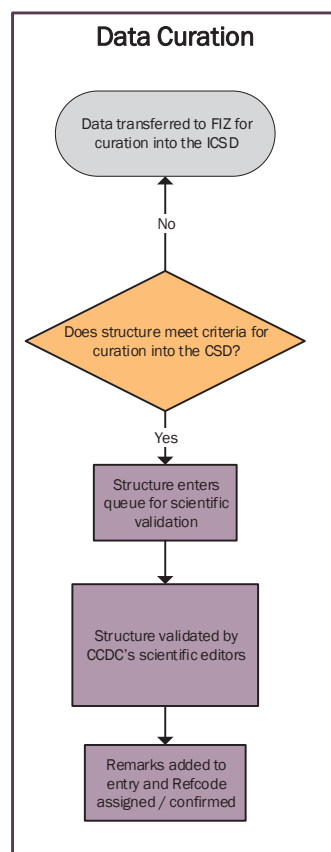 Data Curation
Data transferred to FIZ for
curation into the ICSD
No
Does structure meet criteria for
curation into the CSD?
Yes
Structure enters
queue for scientific
validation
Structure validated by
CCDC's scientific editors
Remarks added to
entry and Refcode
assigned / confirmed